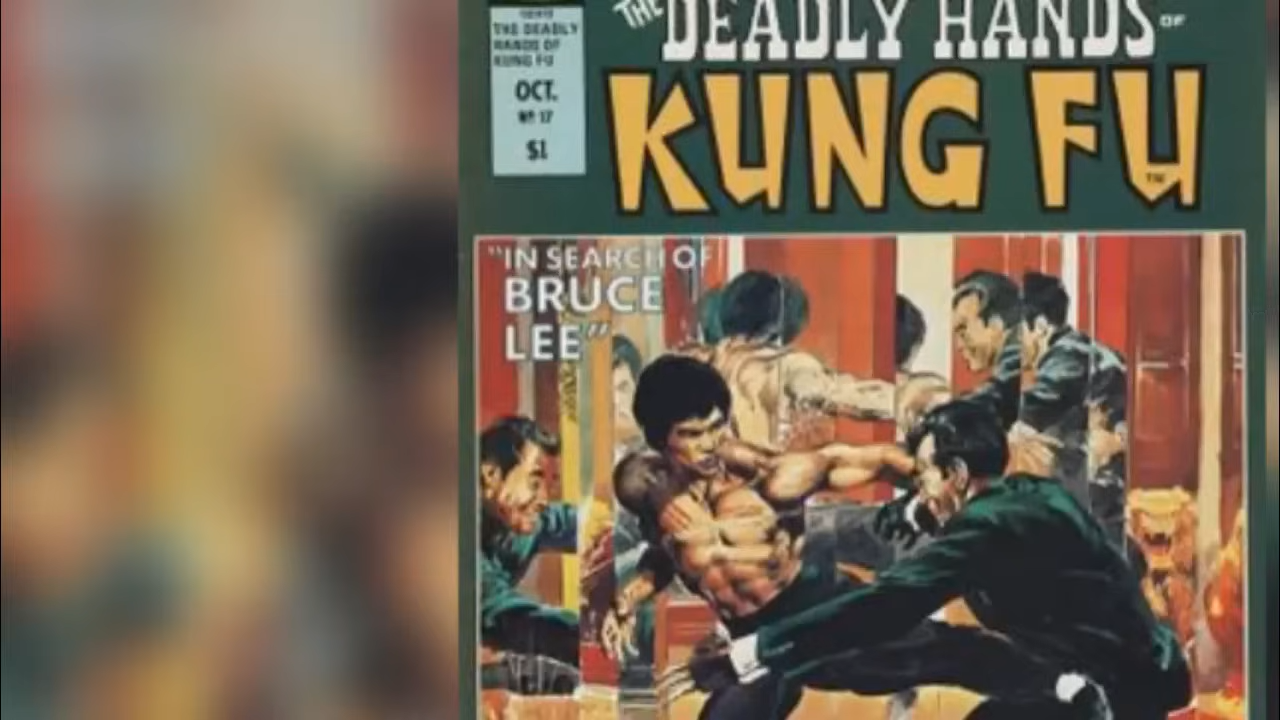 THE DEADLY HANDS OF
KUNG FU
TM
THE DEADLY
HANDS OF
KUNG FU
OCT.
Nº 17
$1
"IN SEARCH OF
BRUCE
LEE"